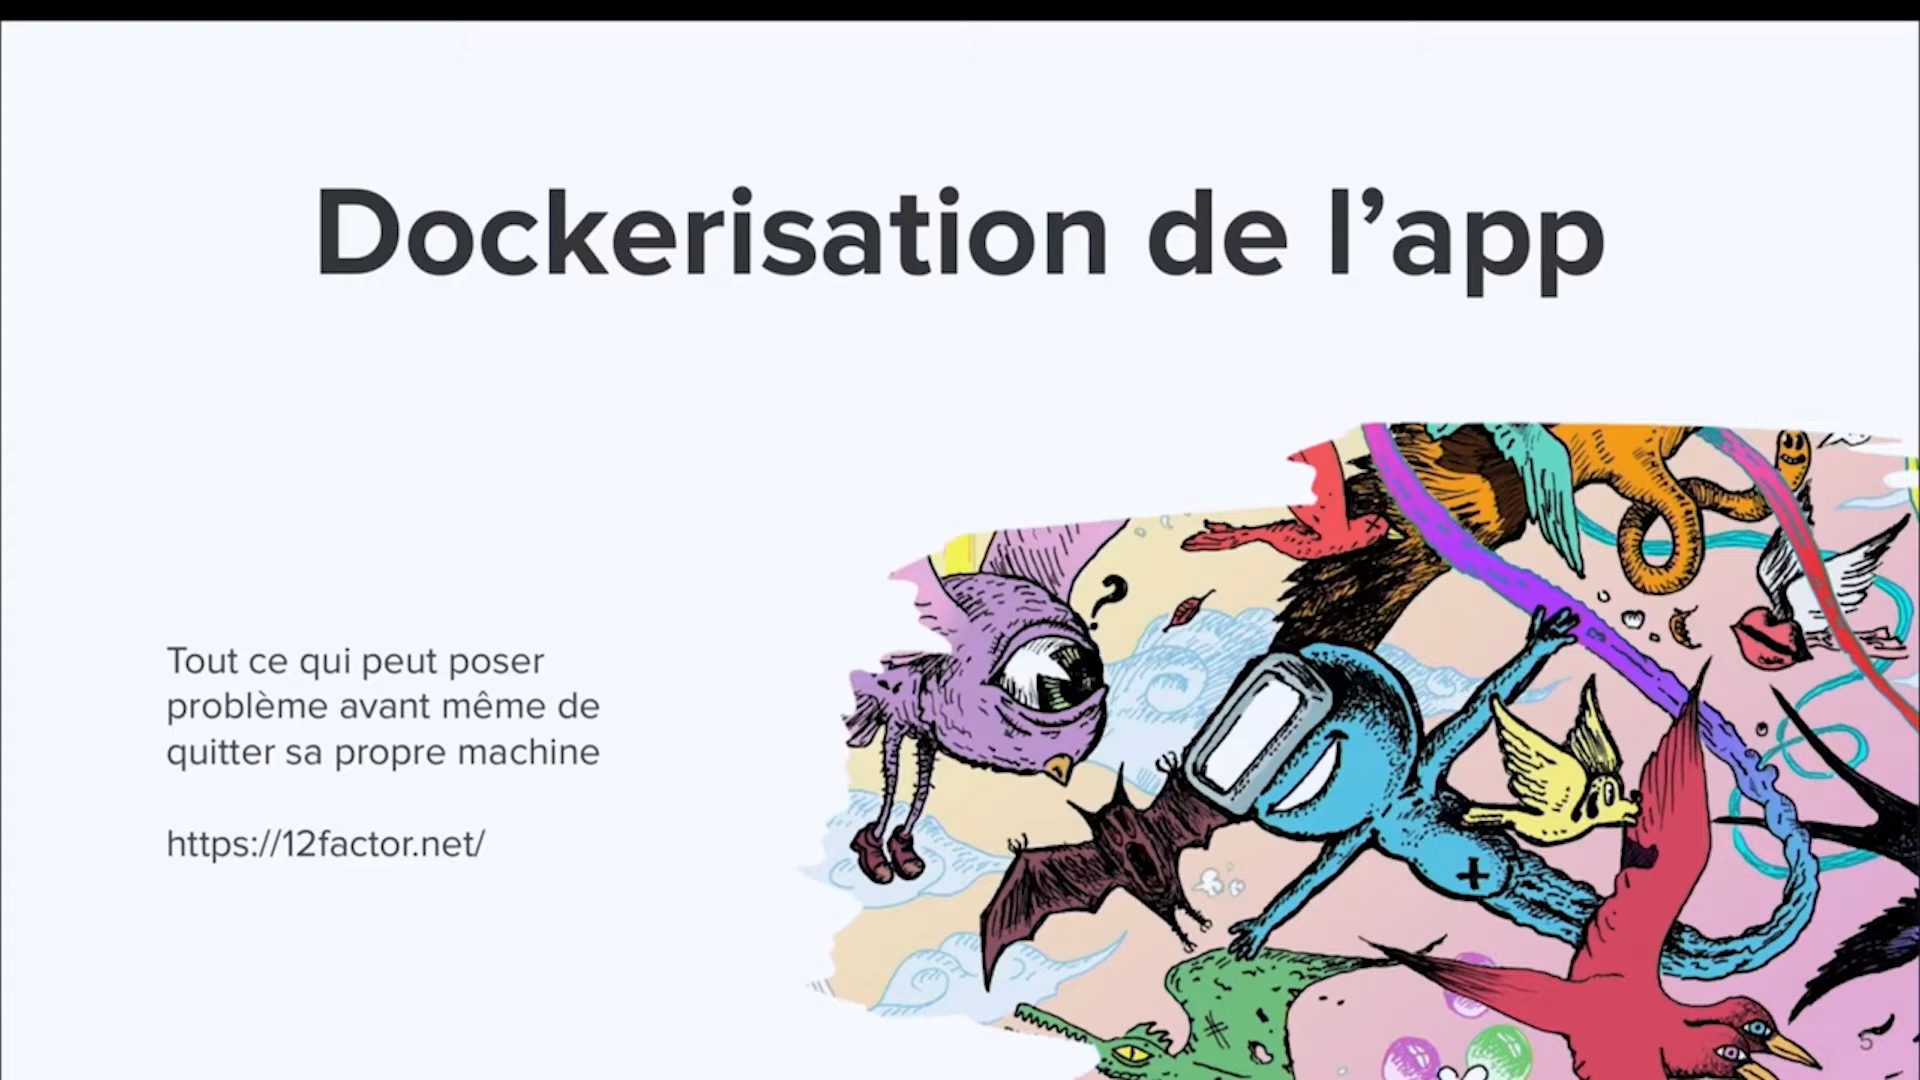 Dockerisation de l’app
Tout ce qui peut poser
problème avant même de
quitter sa propre machine
https://12factor.net/
?
5